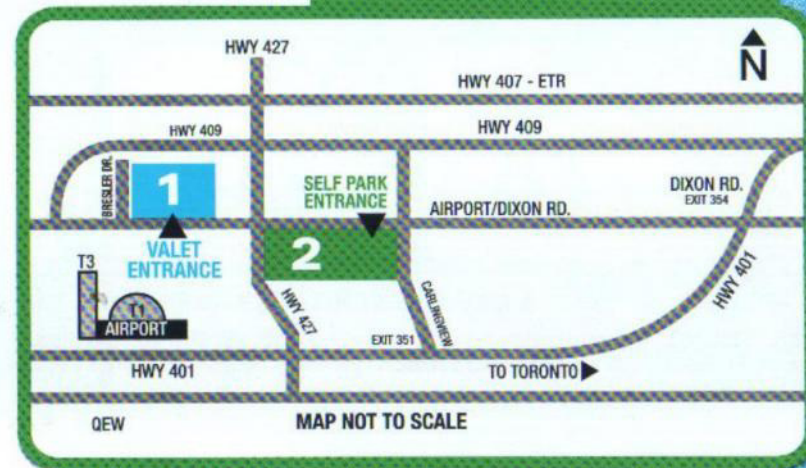 HWY 427
N
HWY 407 - ETR
HWY 409
HWY 409
BRESLER DR.
1
SELF PARK
ENTRANCE
DIXON RD.
EXIT 354
AIRPORT/DIXON RD.
VALET
ENTRANCE
2
T3
T1
AIRPORT
HWY 427
CARLINGVIEW
HWY 401
EXIT 351
HWY 401
TO TORONTO
QEW
MAP NOT TO SCALE